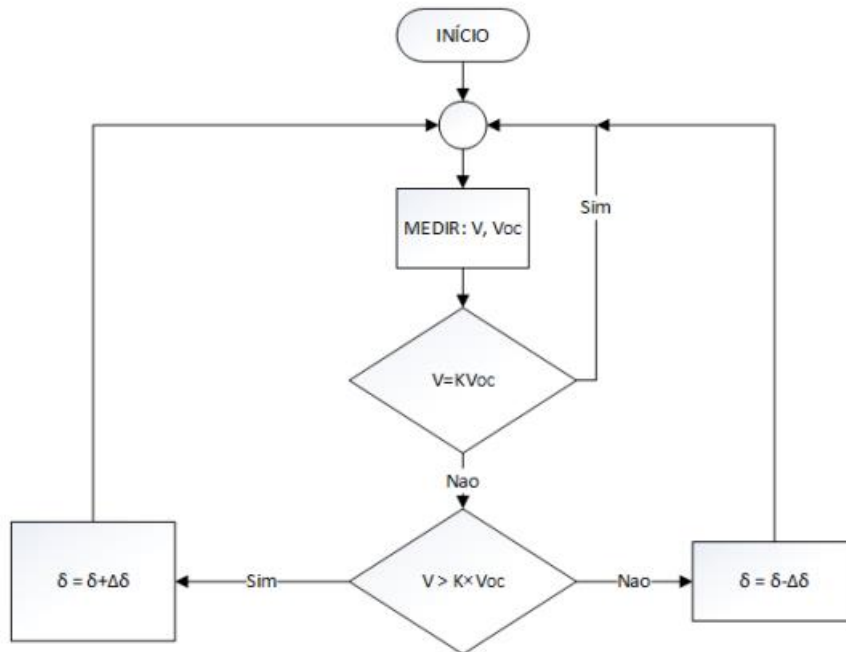 INÍCIO
Sim
MEDIR: V, Voc
V=KVoc
Nao
δ = δ+Δδ
Sim
V > K×Voc
Nao
δ = δ-Δδ